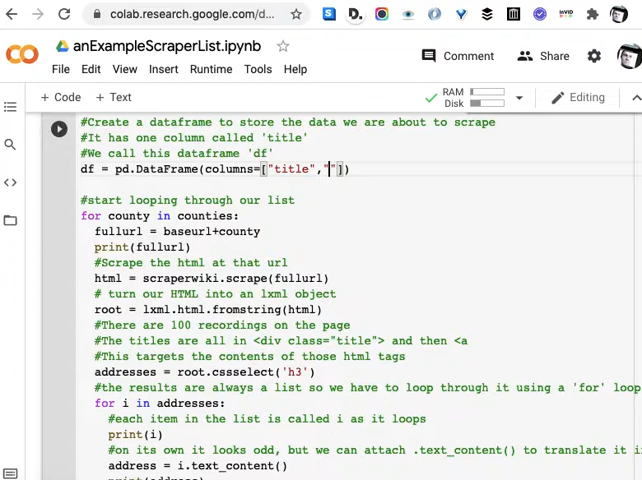 colab.research.google.com/d...
anExampleScraperList.ipynb
Comment
Share
File Edit View Insert Runtime Tools Help
+ Code + Text
RAM
Disk
Editing
#Create a dataframe to store the data we are about to scrape
#It has one column called 'title'
#We call this dataframe 'df'
df = pd.DataFrame(columns=["title",""])
#start looping through our list
for county in counties:
fullurl = baseurl+county
print(fullurl)
#Scrape the html at that url
html = scraperwiki.scrape(fullurl)
# turn our HTML into an lxml object
root = lxml.html.fromstring(html)
#There are 100 recordings on the page
#The titles are all in <div class="title"> and then <a
#This targets the contents of those html tags
addresses = root.cssselect('h3')
#the results are always a list so we have to loop through it using a 'for' loop
for i in addresses:
#each item in the list is called i as it loops
print(i)
#on its own it looks odd, but we can attach .text_content() to translate it i
address = i.text_content()